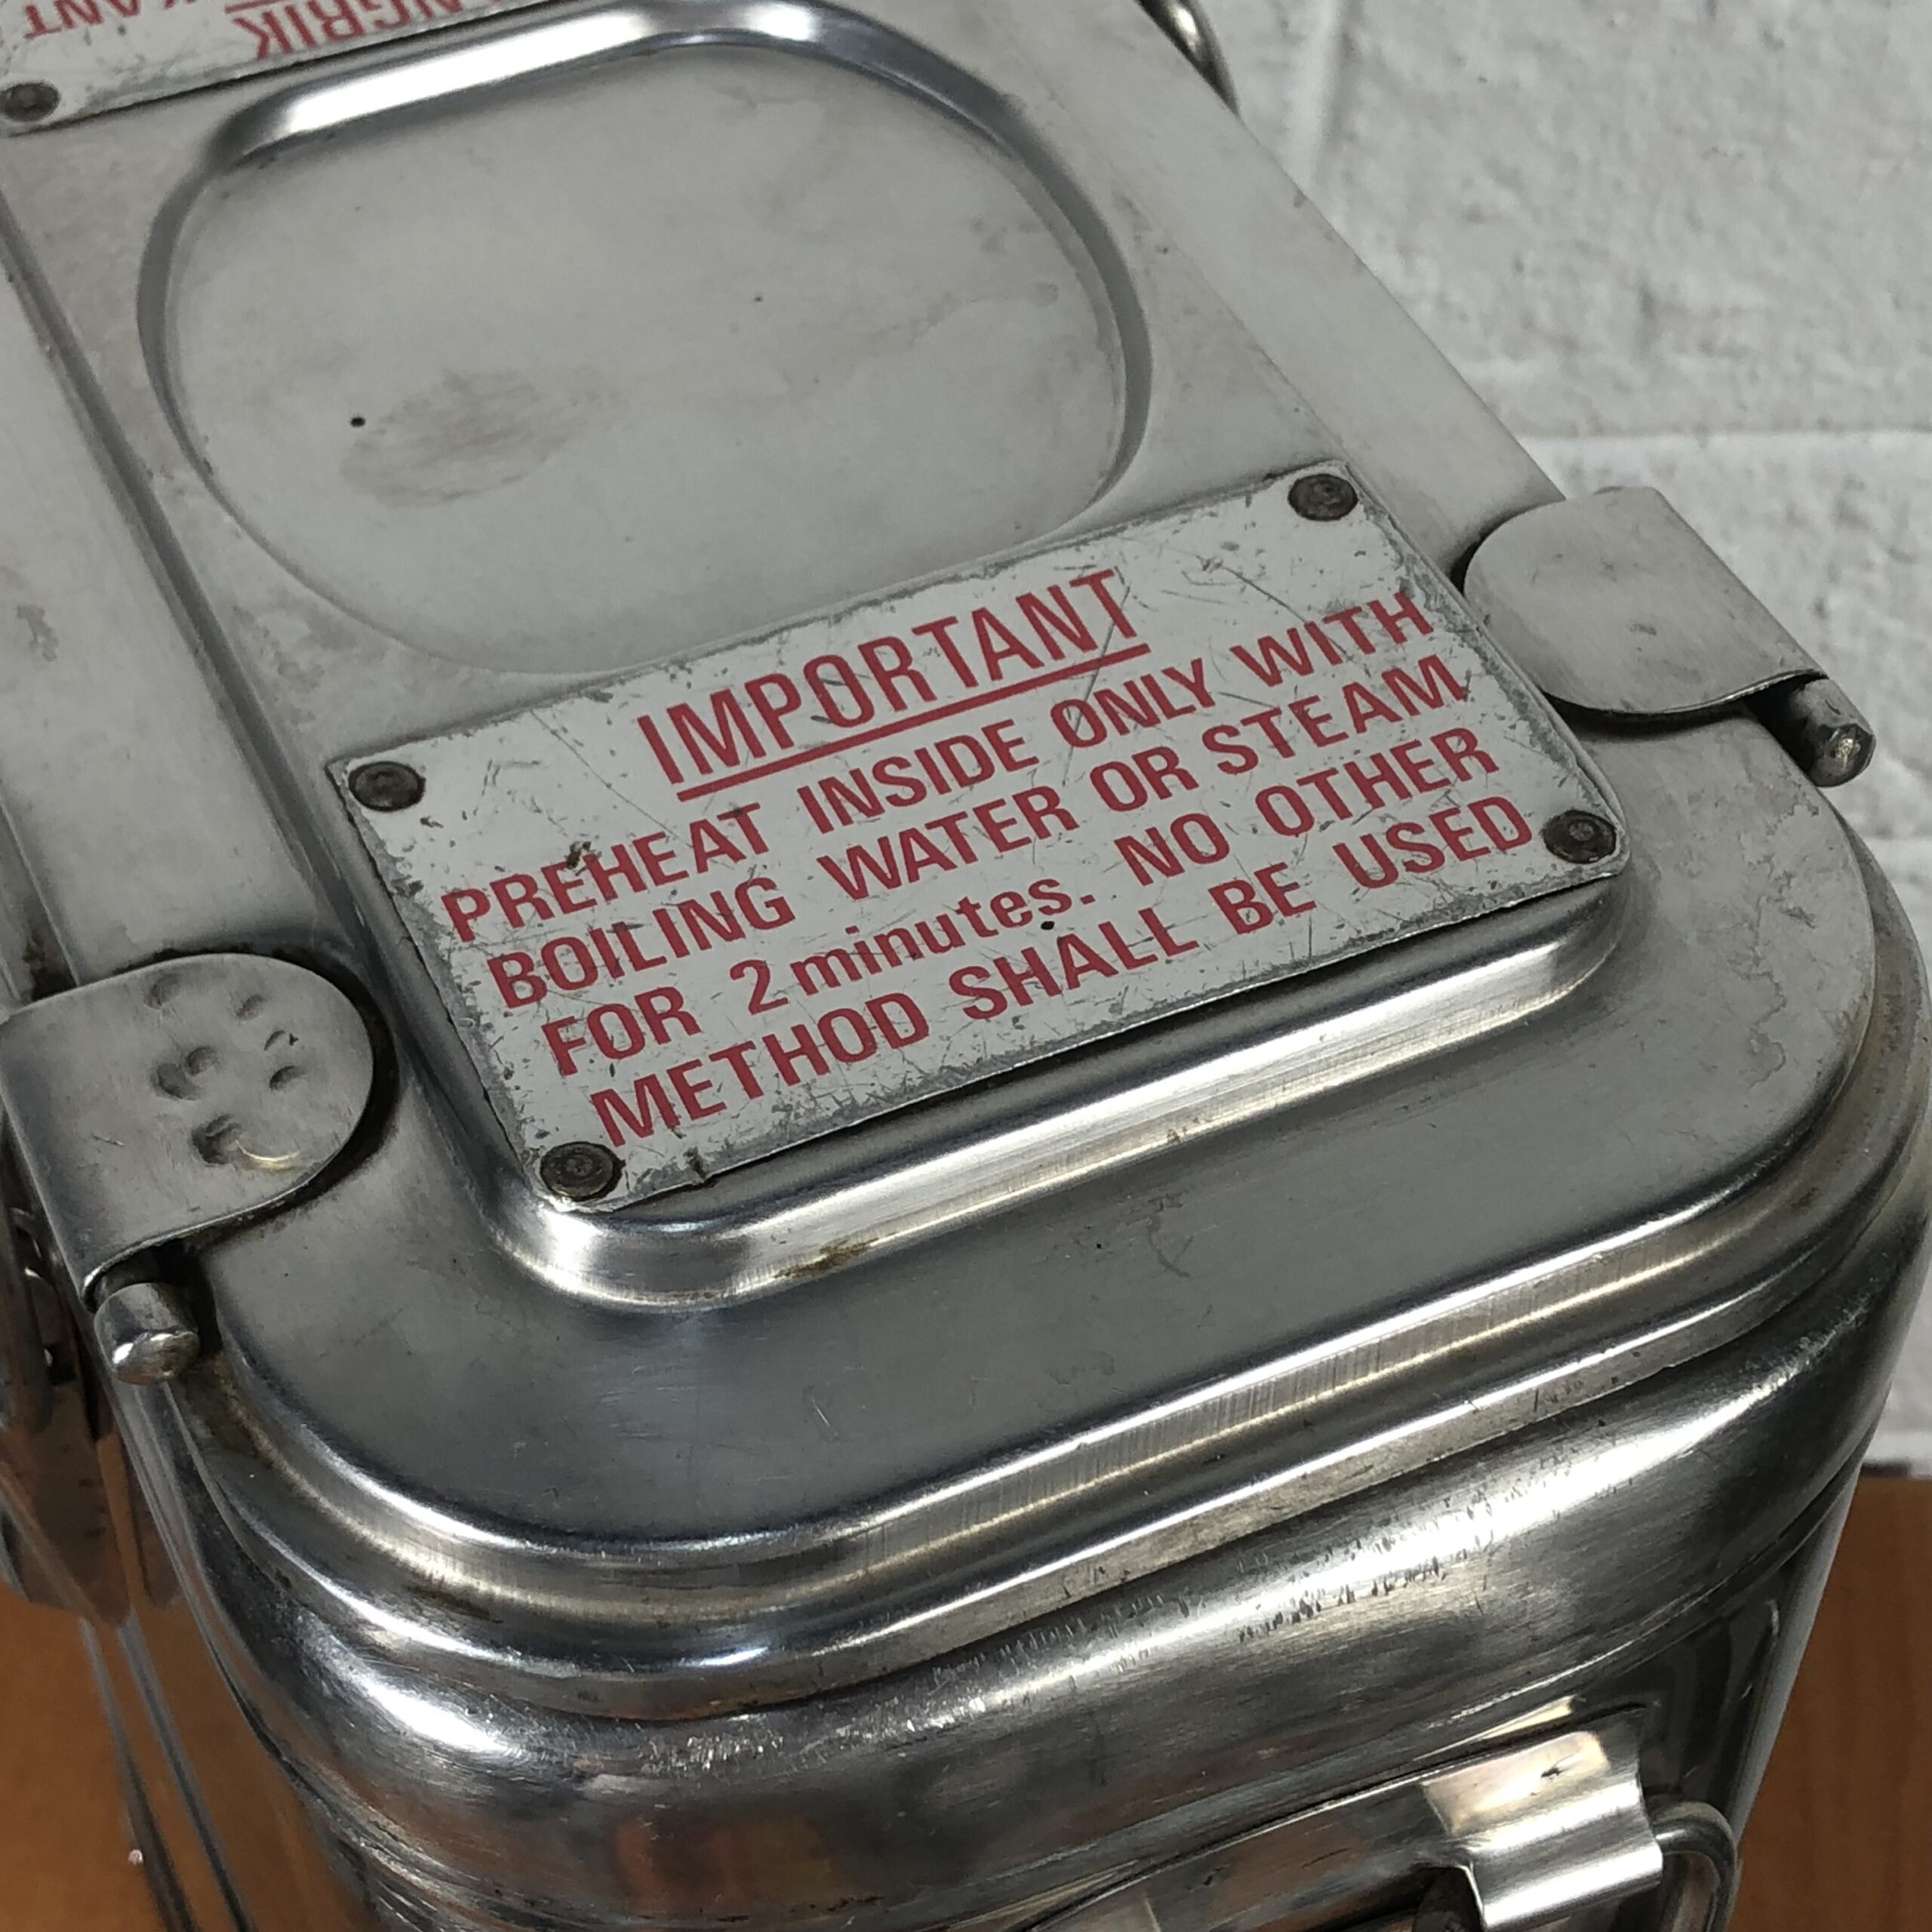 IMPORTANT
PREHEAT INSIDE ONLY WITH
BOILING WATER OR STEAM
FOR 2 minutes. NO OTHER
METHOD SHALL BE USED